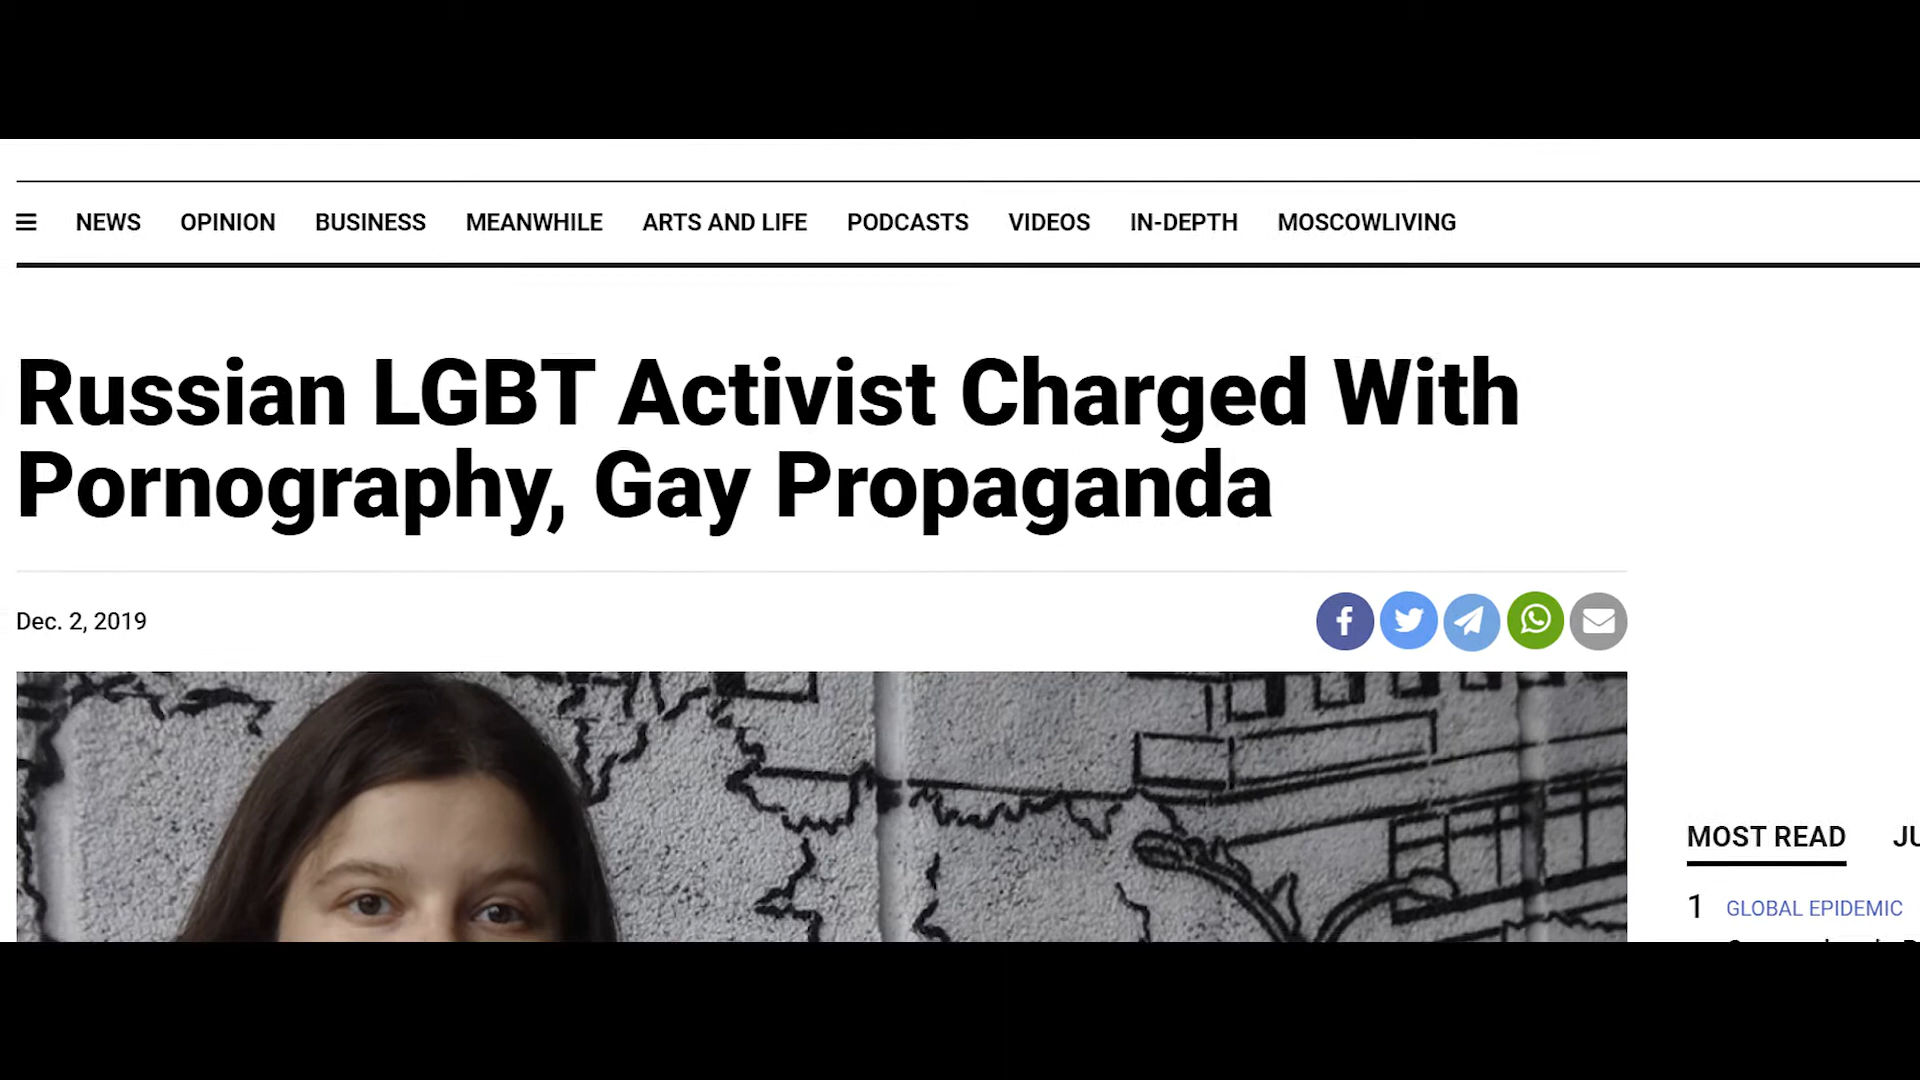 NEWS OPINION BUSINESS MEANWHILE ARTS AND LIFE PODCASTS VIDEOS IN-DEPTH MOSCOWLIVING
Russian LGBT Activist Charged With
Pornography, Gay Propaganda
Dec. 2, 2019
MOST READ
1 GLOBAL EPIDEMIC